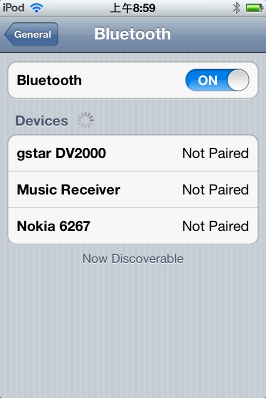 iPod 上午8:59
General Bluetooth
Bluetooth ON
Devices
gstar DV2000 Not Paired
Music Receiver Not Paired
Nokia 6267 Not Paired
Now Discoverable